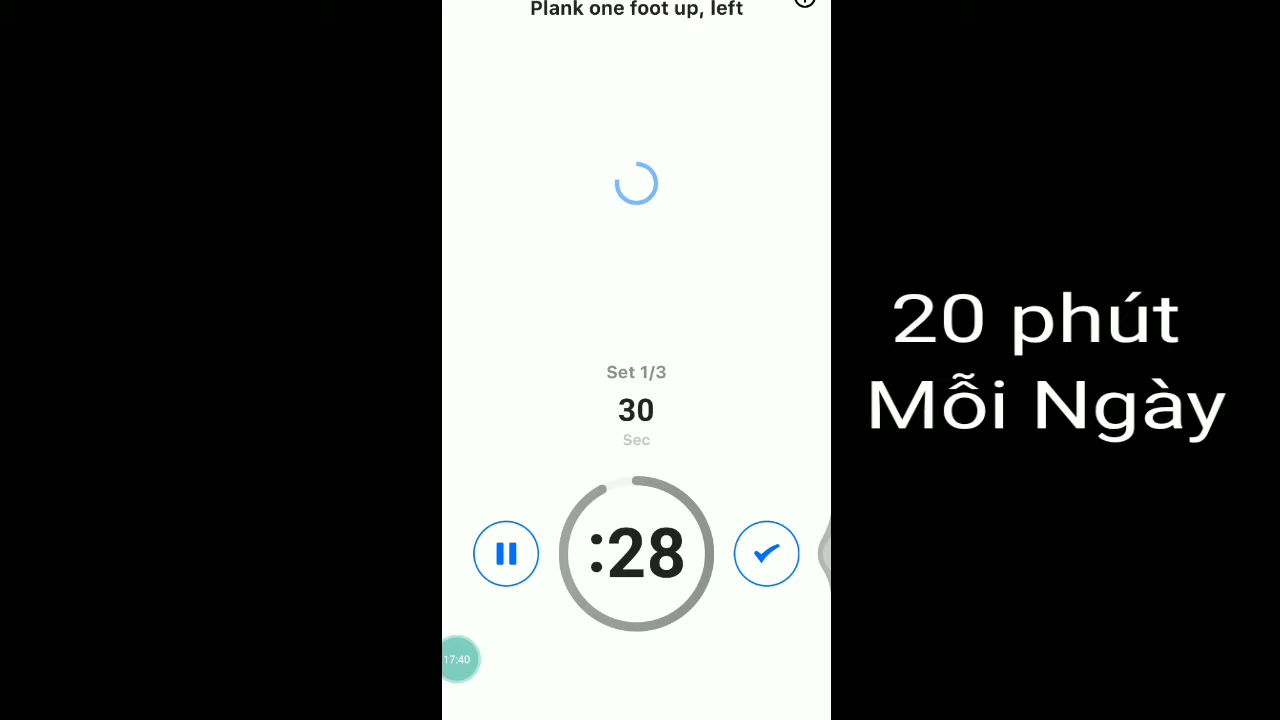 Plank one foot up, left
Set 1/3
30
Sec
:28
17:40
20 phút
Mỗi Ngày